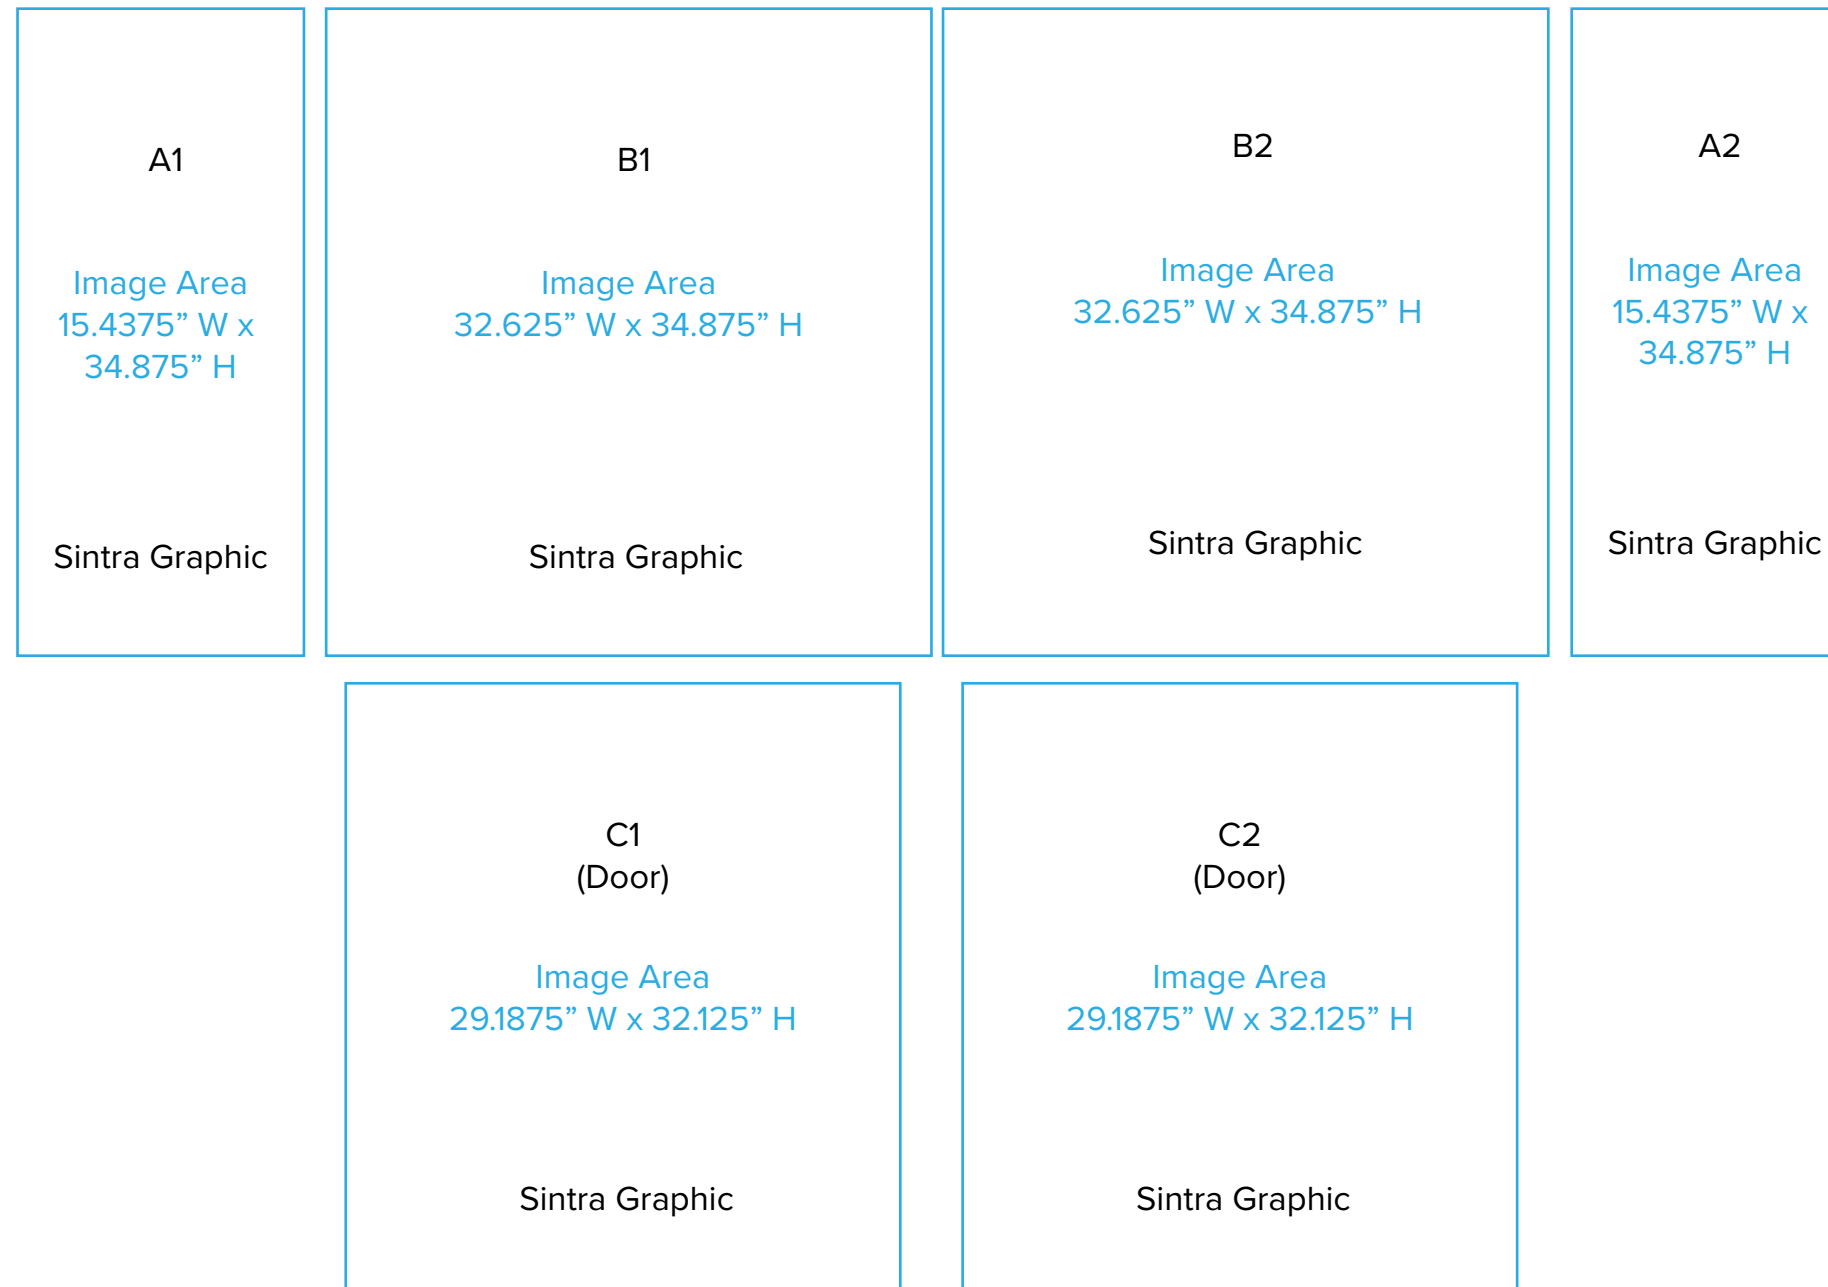 A1
Image Area
15.4375” W x
34.875” H
Sintra Graphic
B1
Image Area
32.625” W x 34.875” H
Sintra Graphic
B2
Image Area
32.625” W x 34.875” H
Sintra Graphic
A2
Image Area
15.4375” W x
34.875” H
Sintra Graphic
C1
(Door)
Image Area
29.1875” W x 32.125” H
Sintra Graphic
C2
(Door)
Image Area
29.1875” W x 32.125” H
Sintra Graphic